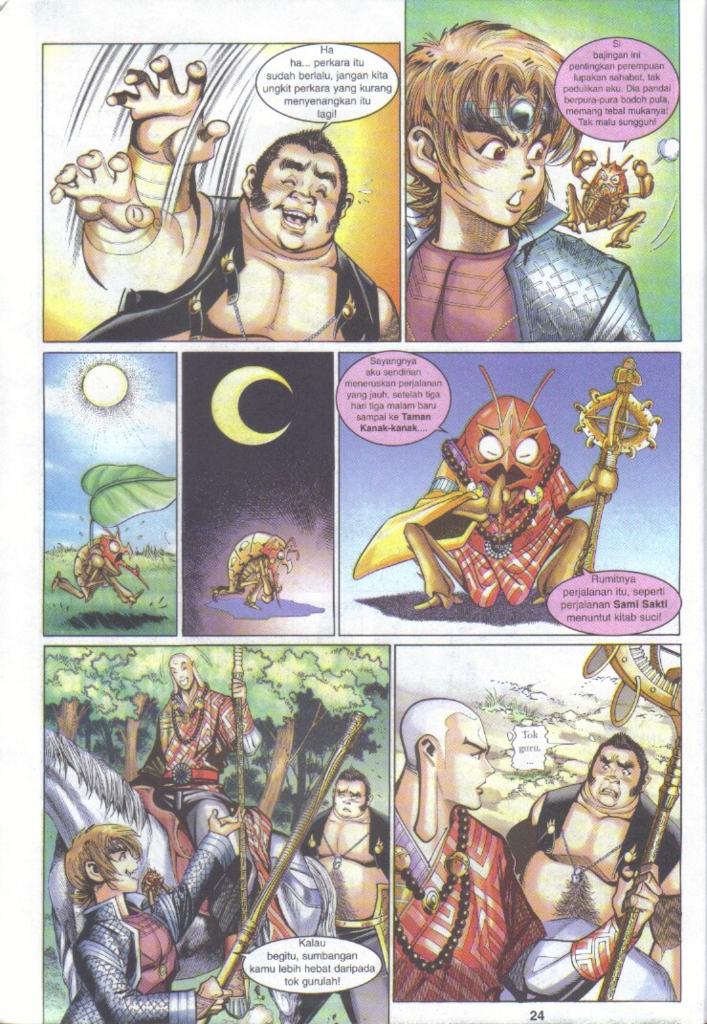 Ha
ha... perkara itu
sudah berlalu, jangan kita
ungkit perkara yang kurang
menyenangkan itu
lagi!
Si
bajingan ini
pentingkan perempuan
lupakan sahabat, tak
pedulikan aku. Dia pandai
berpura-pura bodoh pula,
memang tebal mukanya!
Tak malu sungguh!
Sayangnya
aku sendirian
meneruskan perjalanan
yang jauh, setelah tiga
hari tiga malam baru
sampai ke Taman
Kanak-kanak....
Rumitnya
perjalanan itu, seperti
perjalanan Sami Sakti
menuntut kitab suci!
Kalau
begitu, sumbangan
kamu lebih hebat daripada
tok gurulah!
Tok
guru.
...
24